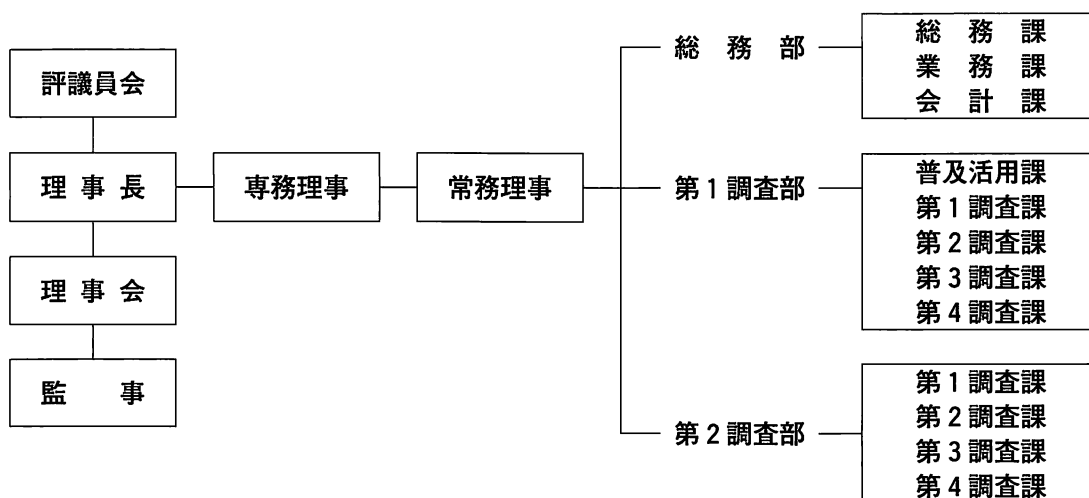 評議員会
理事長
理事会
監事
専務理事
常務理事
総務部
総務課
業務課
会計課
第1調査部
普及活用課
第1調査課
第2調査課
第3調査課
第4調査課
第2調査部
第1調査課
第2調査課
第3調査課
第4調査課